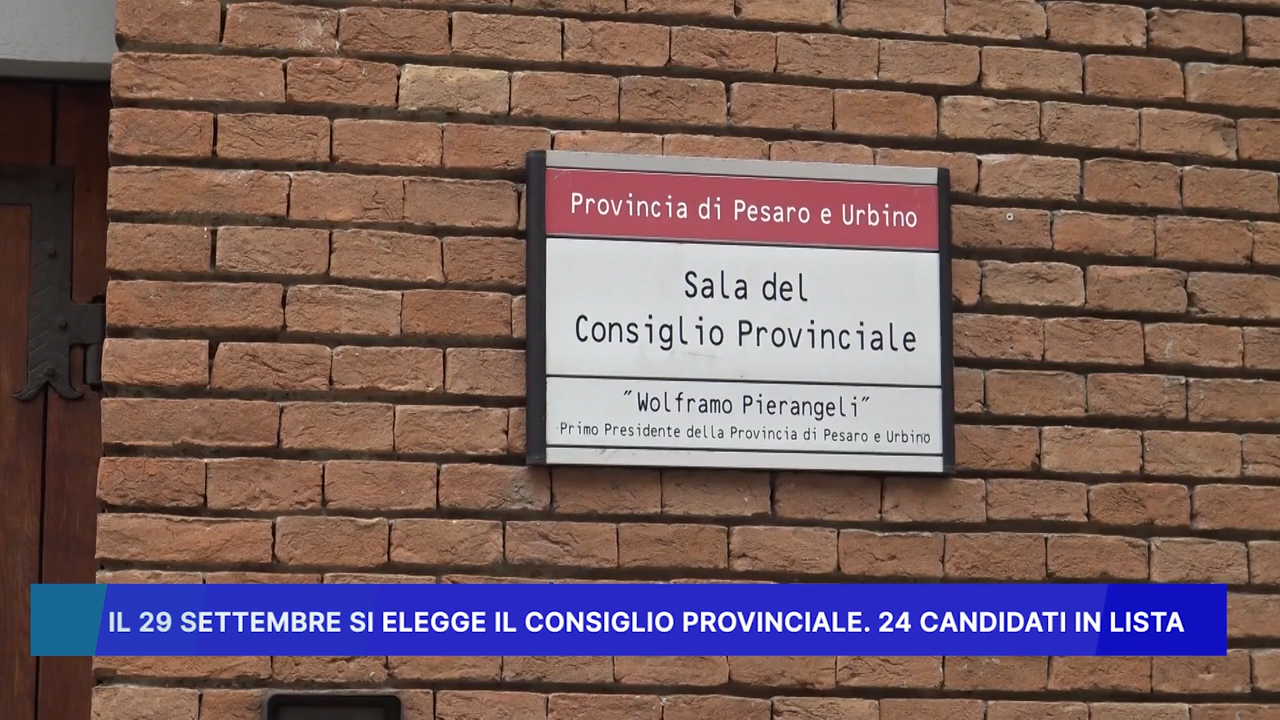 Provincia di Pesaro e Urbino
Sala del
Consiglio Provinciale
"Wolframo Pierangeli"
Primo Presidente della Provincia di Pesaro e Urbino
IL 29 SETTEMBRE SI ELEGGE IL CONSIGLIO PROVINCIALE. 24 CANDIDATI IN LISTA